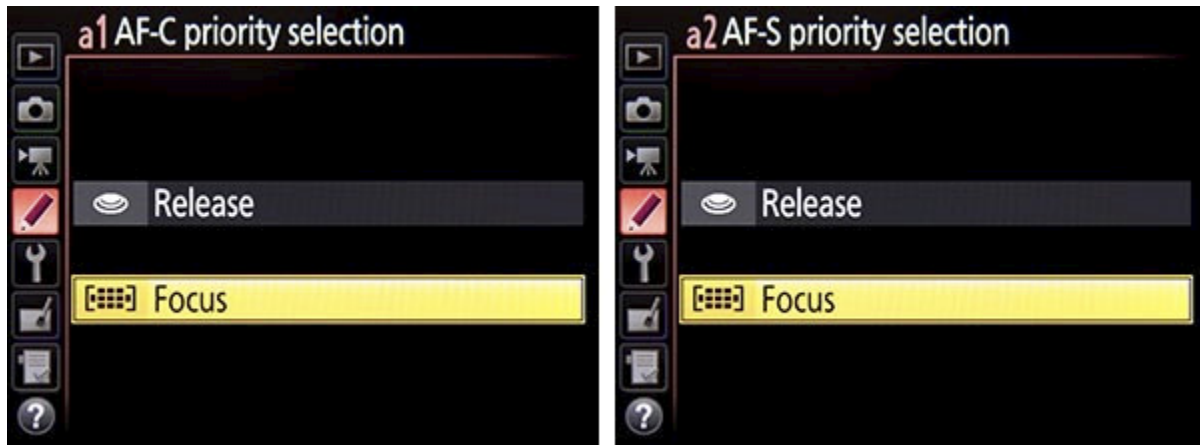 a1 AF-C priority selection
Release
Focus
a2 AF-S priority selection
Release
Focus
?
?